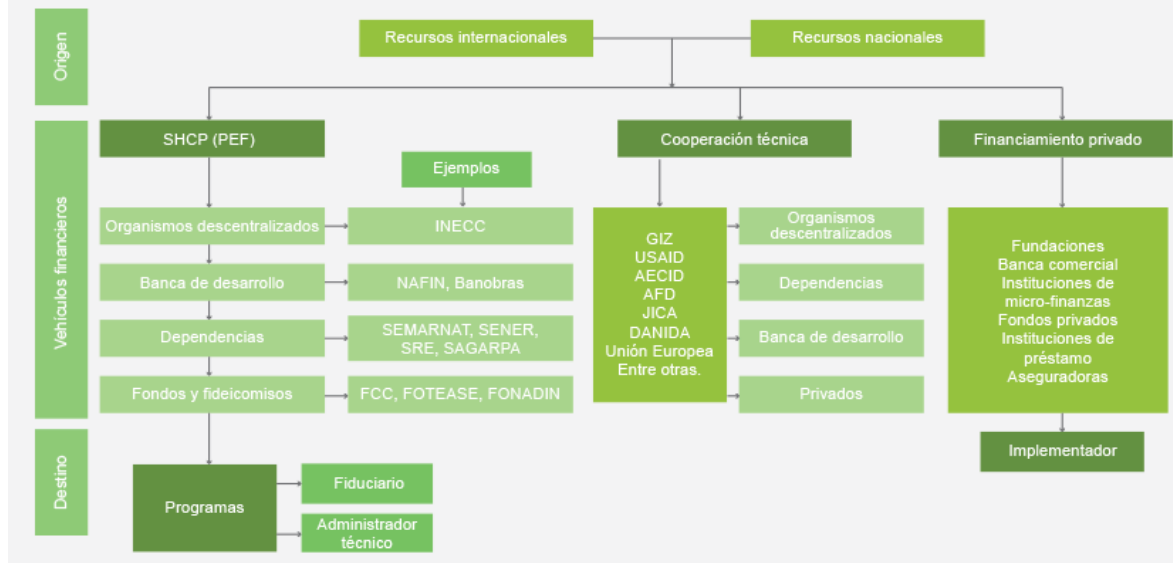 Origen
Recursos internacionales
Recursos nacionales
Vehículos financieros
SHCP (PEF)
Cooperación técnica
Financiamiento privado
Ejemplos
Organismos descentralizados
INECC
Banca de desarrollo
NAFIN, Banobras
Dependencias
SEMARNAT, SENER,
SRE, SAGARPA
Fondos y fideicomisos
FCC, FOTEASE, FONADIN
GIZ
USAID
AECID
AFD
JICA
DANIDA
Unión Europea
Entre otras.
Organismos
descentralizados
Dependencias
Banca de desarrollo
Privados
Fundaciones
Banca comercial
Instituciones de
micro-finanzas
Fondos privados
Instituciones de
préstamo
Aseguradoras
Destino
Programas
Fiduciario
Administrador
técnico
Implementador